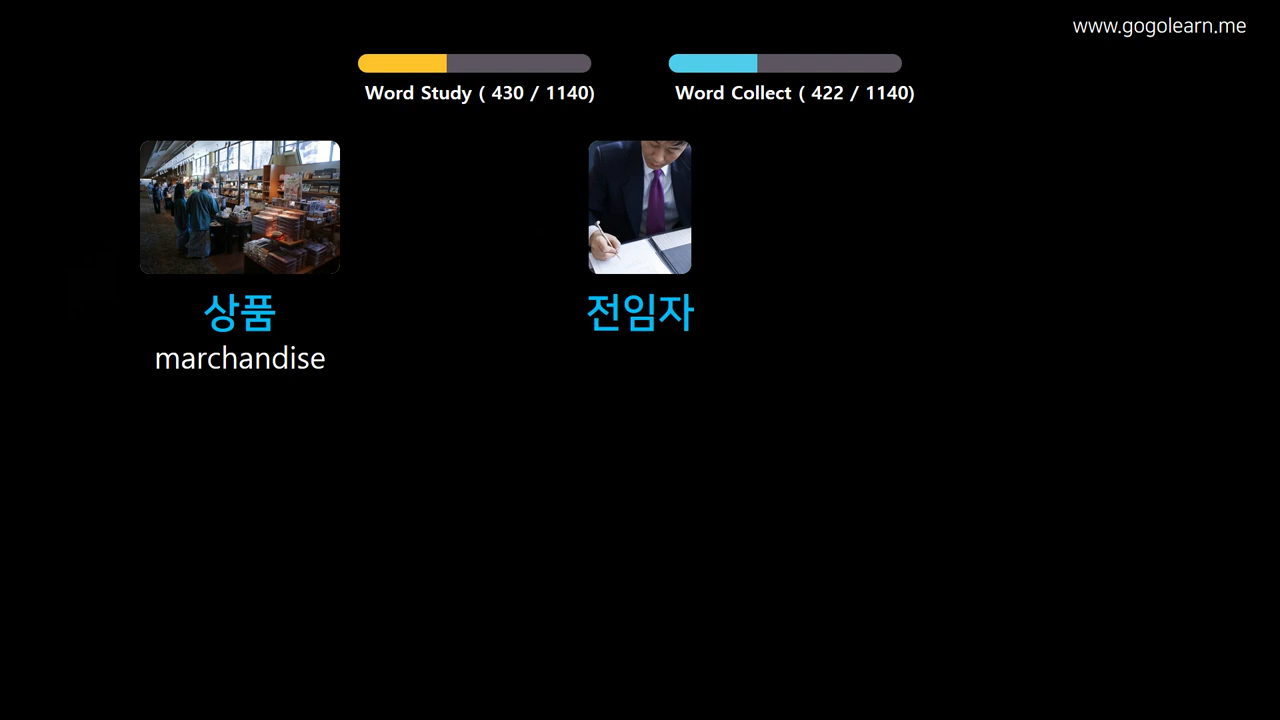 www.gogolearn.me
Word Study ( 430 / 1140)
Word Collect ( 422 / 1140)
상품
marchandise
전임자